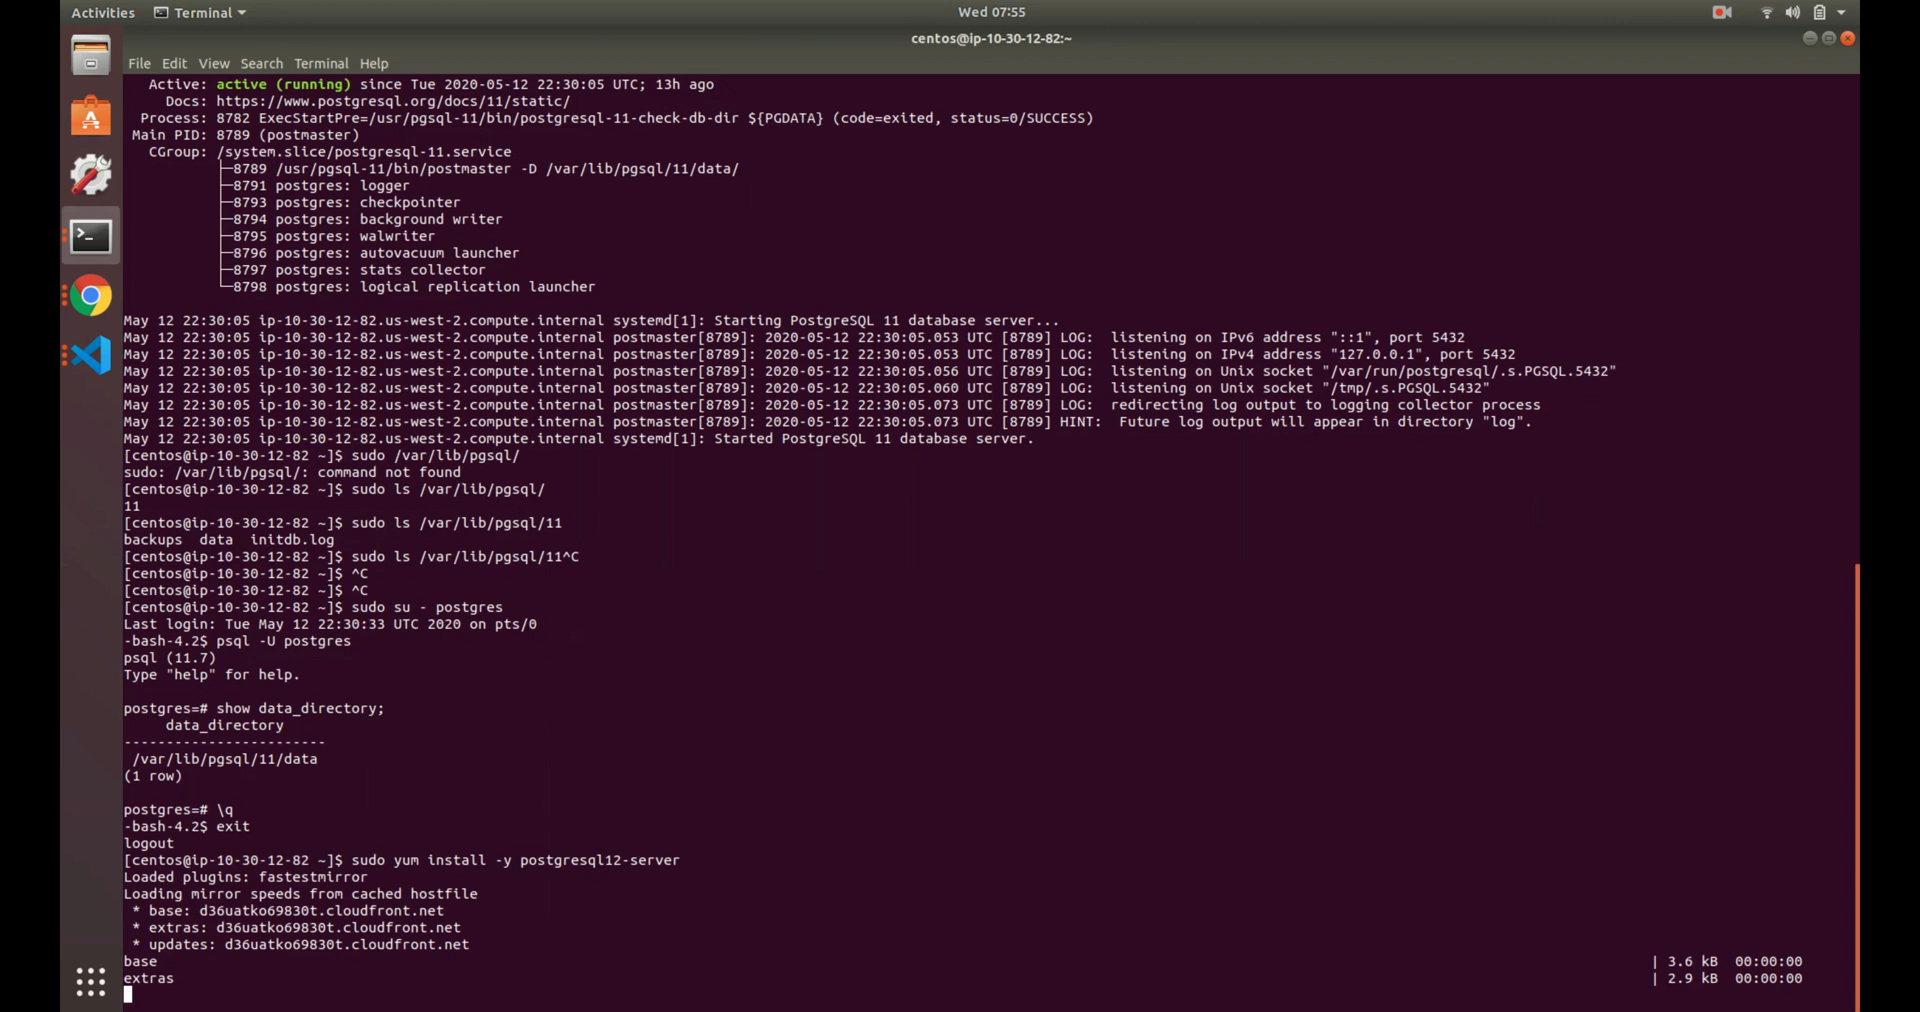 Activities Terminal Wed 07:55
centos@ip-10-30-12-82:~
File Edit View Search Terminal Help
Active: active (running) since Tue 2020-05-12 22:30:05 UTC; 13h ago
Docs: https://www.postgresql.org/docs/11/static/
Process: 8782 ExecStartPre=/usr/pgsql-11/bin/postgresql-11-check-db-dir ${PGDATA} (code=exited, status=0/SUCCESS)
Main PID: 8789 (postmaster)
CGroup: /system.slice/postgresql-11.service
├─8789 /usr/pgsql-11/bin/postmaster -D /var/lib/pgsql/11/data/
├─8791 postgres: logger
├─8793 postgres: checkpointer
├─8794 postgres: background writer
├─8795 postgres: walwriter
├─8796 postgres: autovacuum launcher
├─8797 postgres: stats collector
└─8798 postgres: logical replication launcher
May 12 22:30:05 ip-10-30-12-82.us-west-2.compute.internal systemd[1]: Starting PostgreSQL 11 database server...
May 12 22:30:05 ip-10-30-12-82.us-west-2.compute.internal postmaster[8789]: 2020-05-12 22:30:05.053 UTC [8789] LOG:  listening on IPv6 address "::1", port 5432
May 12 22:30:05 ip-10-30-12-82.us-west-2.compute.internal postmaster[8789]: 2020-05-12 22:30:05.053 UTC [8789] LOG:  listening on IPv4 address "127.0.0.1", port 5432
May 12 22:30:05 ip-10-30-12-82.us-west-2.compute.internal postmaster[8789]: 2020-05-12 22:30:05.056 UTC [8789] LOG:  listening on Unix socket "/var/run/postgresql/.s.PGSQL.5432"
May 12 22:30:05 ip-10-30-12-82.us-west-2.compute.internal postmaster[8789]: 2020-05-12 22:30:05.060 UTC [8789] LOG:  listening on Unix socket "/tmp/.s.PGSQL.5432"
May 12 22:30:05 ip-10-30-12-82.us-west-2.compute.internal postmaster[8789]: 2020-05-12 22:30:05.073 UTC [8789] LOG:  redirecting log output to logging collector process
May 12 22:30:05 ip-10-30-12-82.us-west-2.compute.internal postmaster[8789]: 2020-05-12 22:30:05.073 UTC [8789] HINT:  Future log output will appear in directory "log".
May 12 22:30:05 ip-10-30-12-82.us-west-2.compute.internal systemd[1]: Started PostgreSQL 11 database server.
[centos@ip-10-30-12-82 ~]$ sudo /var/lib/pgsql/
sudo: /var/lib/pgsql/: command not found
[centos@ip-10-30-12-82 ~]$ sudo ls /var/lib/pgsql/
11
[centos@ip-10-30-12-82 ~]$ sudo ls /var/lib/pgsql/11
backups  data  initdb.log
[centos@ip-10-30-12-82 ~]$ sudo ls /var/lib/pgsql/11^C
[centos@ip-10-30-12-82 ~]$ ^C
[centos@ip-10-30-12-82 ~]$ ^C
[centos@ip-10-30-12-82 ~]$ sudo su - postgres
Last login: Tue May 12 22:30:33 UTC 2020 on pts/0
-bash-4.2$ psql -U postgres
psql (11.7)
Type "help" for help.
postgres=# show data_directory;
data_directory
------------------------
/var/lib/pgsql/11/data
(1 row)
postgres=# \q
-bash-4.2$ exit
logout
[centos@ip-10-30-12-82 ~]$ sudo yum install -y postgresql12-server
Loaded plugins: fastestmirror
Loading mirror speeds from cached hostfile
* base: d36uatko69830t.cloudfront.net
* extras: d36uatko69830t.cloudfront.net
* updates: d36uatko69830t.cloudfront.net
base | 3.6 kB  00:00:00
extras | 2.9 kB  00:00:00